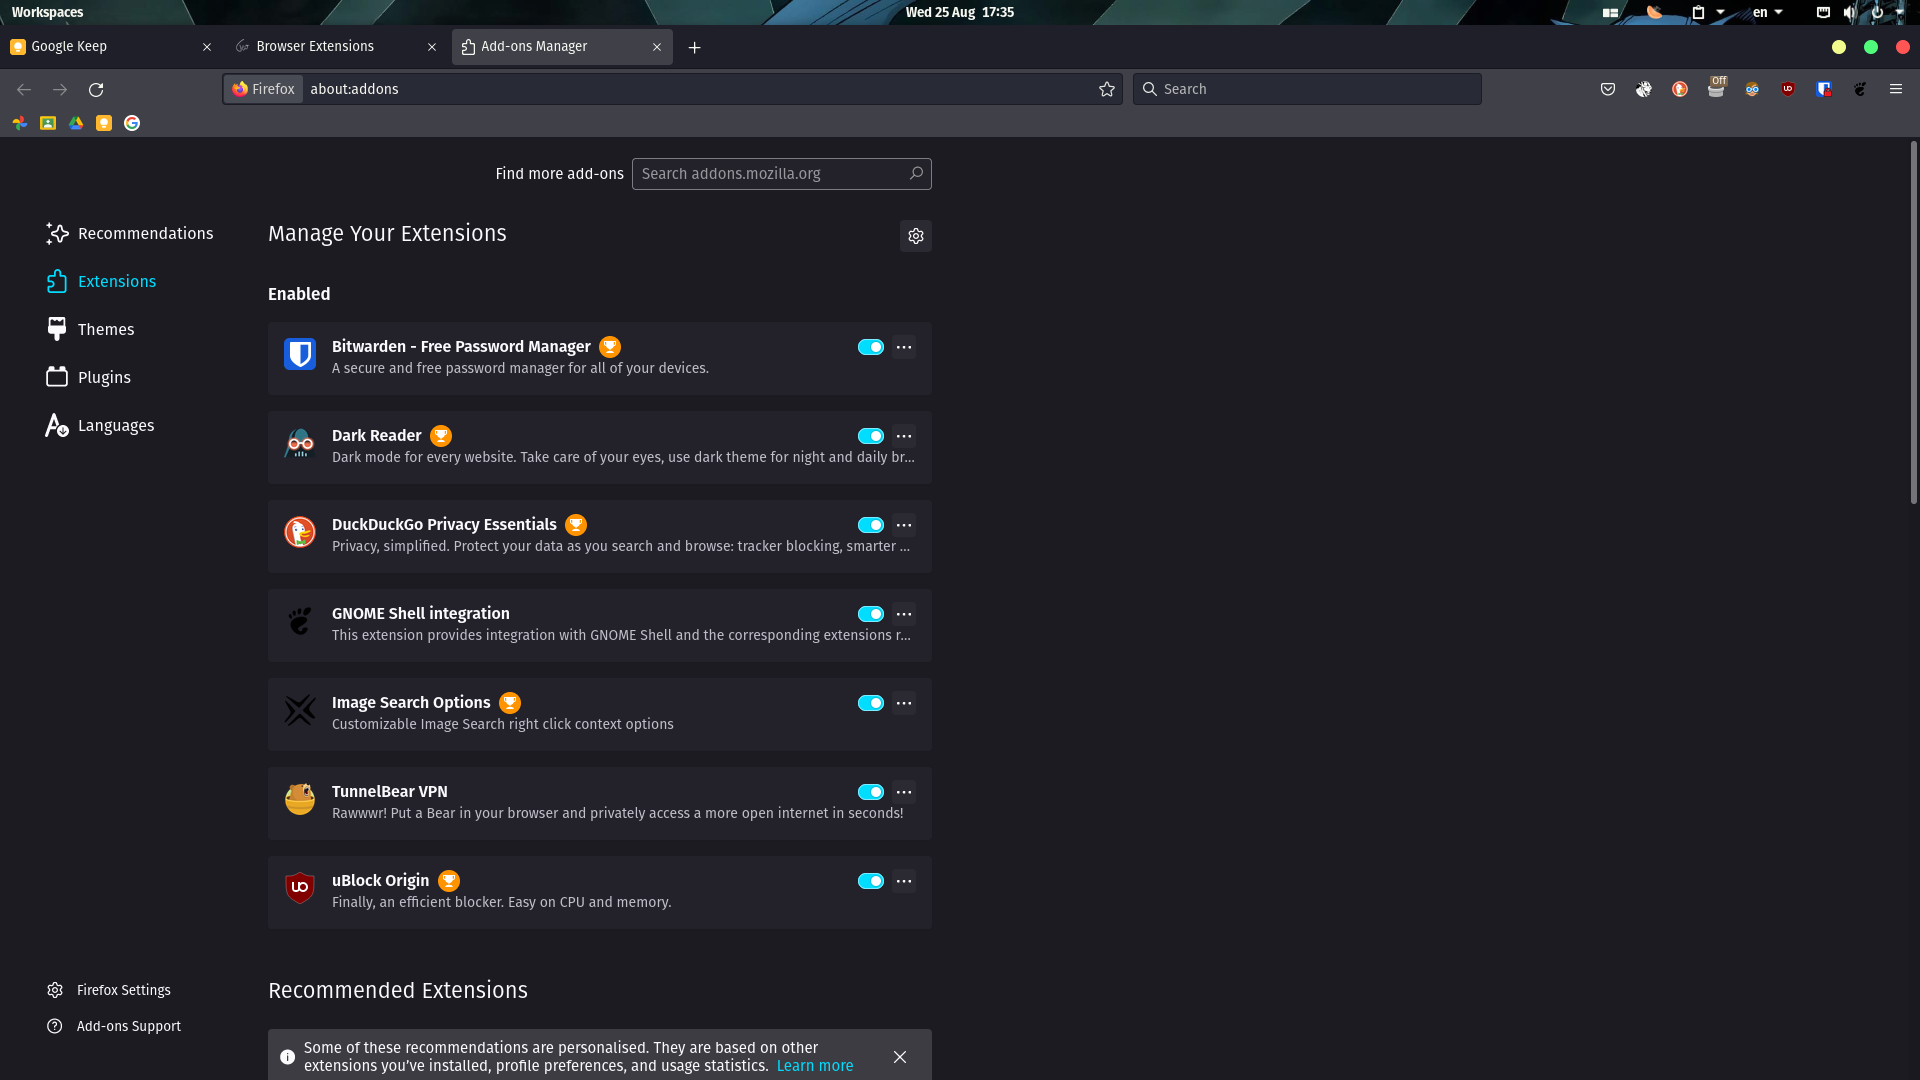 Workspaces
Wed 25 Aug 17:35
en
Google Keep
Browser Extensions
Add-ons Manager
Firefox
about:addons
Search
Off
Find more add-ons
Search addons.mozilla.org
Recommendations
Extensions
Themes
Plugins
Languages
Firefox Settings
Add-ons Support
Manage Your Extensions
Enabled
Bitwarden - Free Password Manager
A secure and free password manager for all of your devices.
Dark Reader
Dark mode for every website. Take care of your eyes, use dark theme for night and daily br...
DuckDuckGo Privacy Essentials
Privacy, simplified. Protect your data as you search and browse: tracker blocking, smarter ...
GNOME Shell integration
This extension provides integration with GNOME Shell and the corresponding extensions r...
Image Search Options
Customizable Image Search right click context options
TunnelBear VPN
Rawwwr! Put a Bear in your browser and privately access a more open internet in seconds!
uBlock Origin
Finally, an efficient blocker. Easy on CPU and memory.
Recommended Extensions
Some of these recommendations are personalised. They are based on other
extensions you've installed, profile preferences, and usage statistics. Learn more